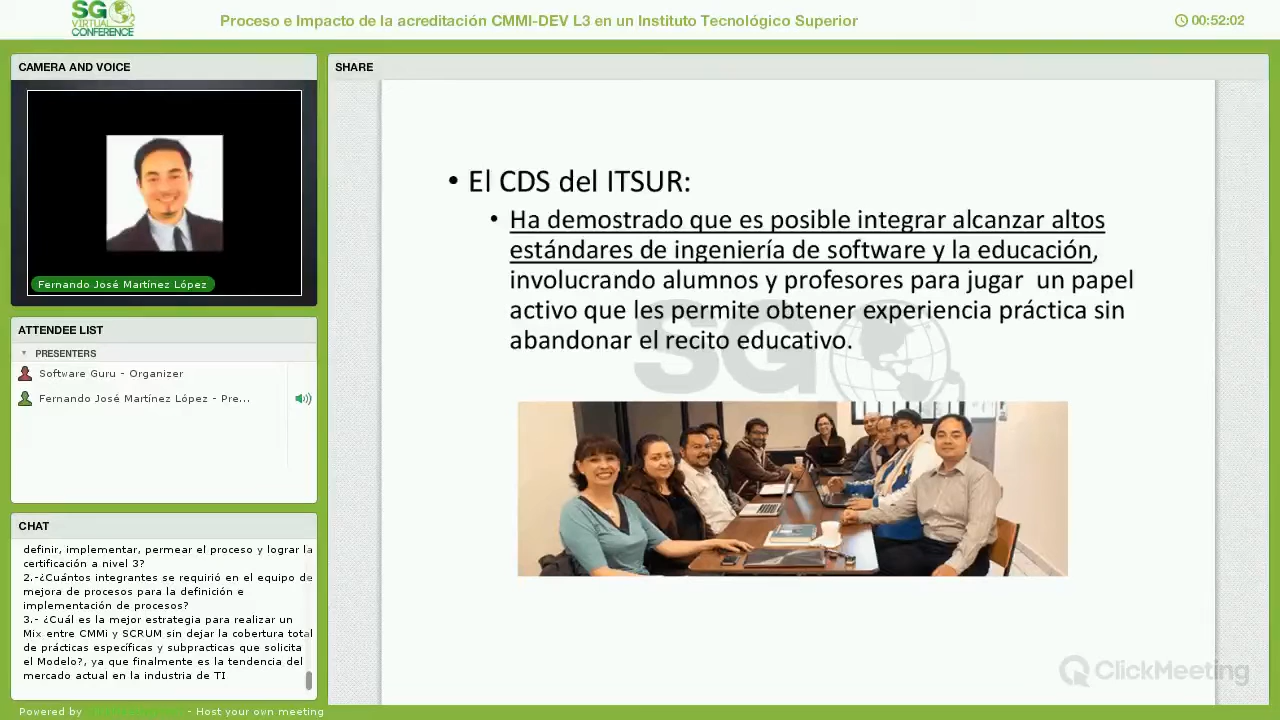 SG
VIRTUAL
CONFERENCE
Proceso e Impacto de la acreditación CMMI-DEV L3 en un Instituto Tecnológico Superior
00:52:02
CAMERA AND VOICE
Fernando José Martínez López
ATTENDEE LIST
PRESENTERS
Software Guru - Organizer
Fernando José Martínez López - Pre...
CHAT
definir, implementar, permear el proceso y lograr la
certificación a nivel 3?
2.-¿Cuántos integrantes se requirió en el equipo de
mejora de procesos para la definición e
implementación de procesos?
3.- ¿Cuál es la mejor estrategia para realizar un
Mix entre CMMi y SCRUM sin dejar la cobertura total
de prácticas específicas y subpracticas que solicita
el Modelo?, ya que finalmente es la tendencia del
mercado actual en la industria de TI
Powered by - Host your own meeting
SHARE
• El CDS del ITSUR:
• Ha demostrado que es posible integrar alcanzar altos
estándares de ingeniería de software y la educación,
involucrando alumnos y profesores para jugar un papel
activo que les permite obtener experiencia práctica sin
abandonar el recito educativo.
SG
ClickMeeting